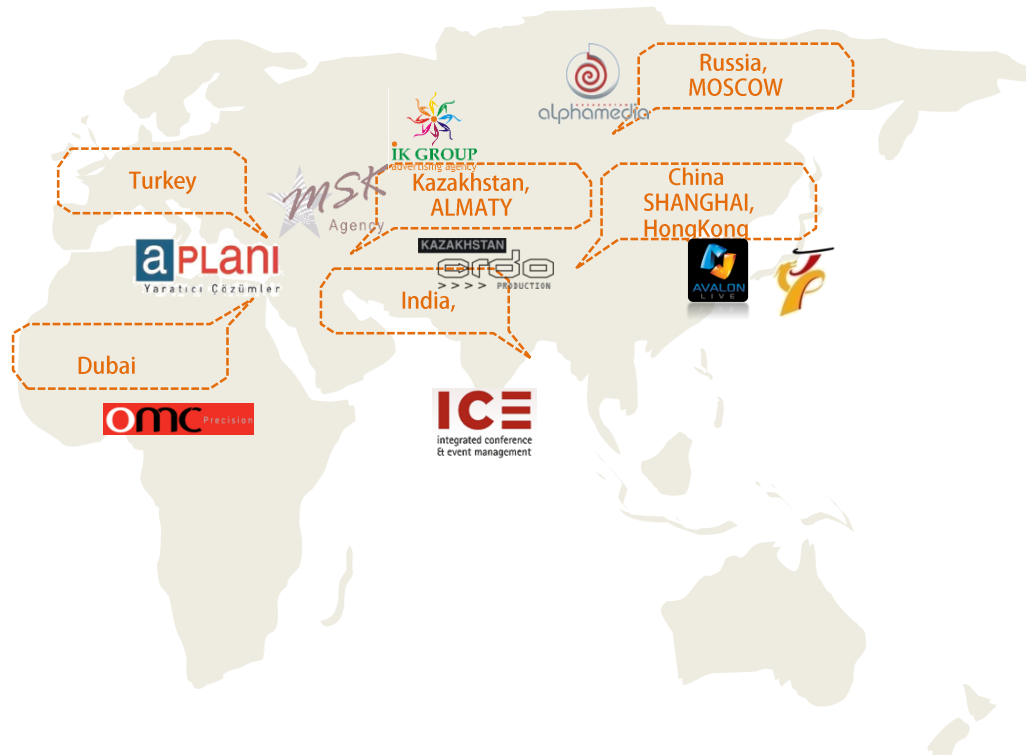 Russia,
MOSCOW
alphamedia
IK GROUP
advertising agency
Turkey
MSK
Agency
Kazakhstan,
ALMATY
China
SHANGHAI,
HongKong
aPLANI
Yaratıcı Çözümler
KAZAKHSTAN
ordo
>>>> PRODUCTION
AVALON
LIVE
India,
Dubai
omc Precision
ICE
integrated conference
& event management